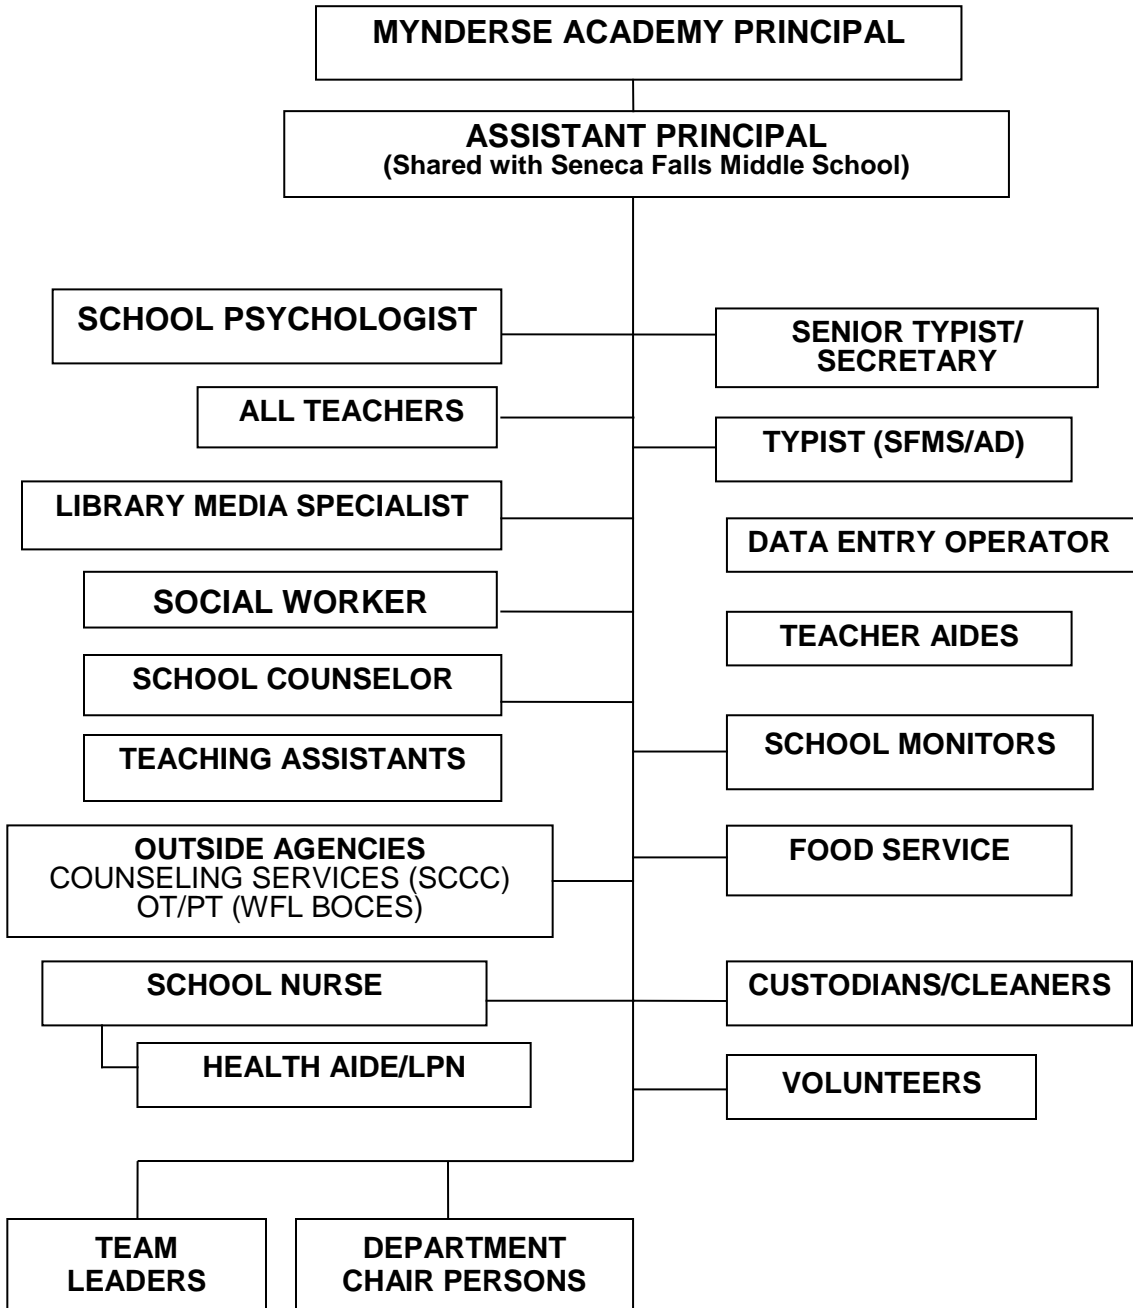 MYNDERSE ACADEMY PRINCIPAL
ASSISTANT PRINCIPAL
(Shared with Seneca Falls Middle School)
SCHOOL PSYCHOLOGIST
SENIOR TYPIST/
SECRETARY
ALL TEACHERS
TYPIST (SFMS/AD)
LIBRARY MEDIA SPECIALIST
DATA ENTRY OPERATOR
SOCIAL WORKER
TEACHER AIDES
SCHOOL COUNSELOR
SCHOOL MONITORS
TEACHING ASSISTANTS
OUTSIDE AGENCIES
COUNSELING SERVICES (SCCC)
OT/PT (WFL BOCES)
FOOD SERVICE
SCHOOL NURSE
CUSTODIANS/CLEANERS
HEALTH AIDE/LPN
VOLUNTEERS
TEAM
LEADERS
DEPARTMENT
CHAIR PERSONS